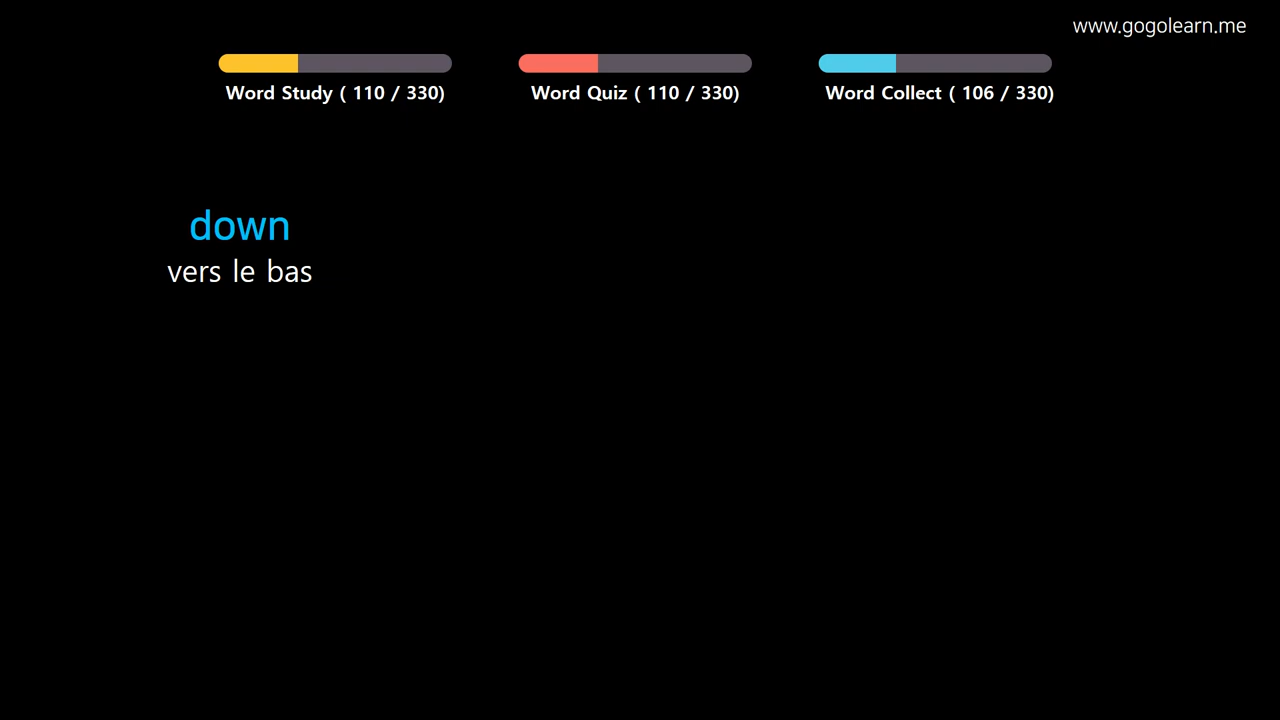 www.gogolearn.me
Word Study ( 110 / 330)
Word Quiz ( 110 / 330)
Word Collect ( 106 / 330)
down
vers le bas